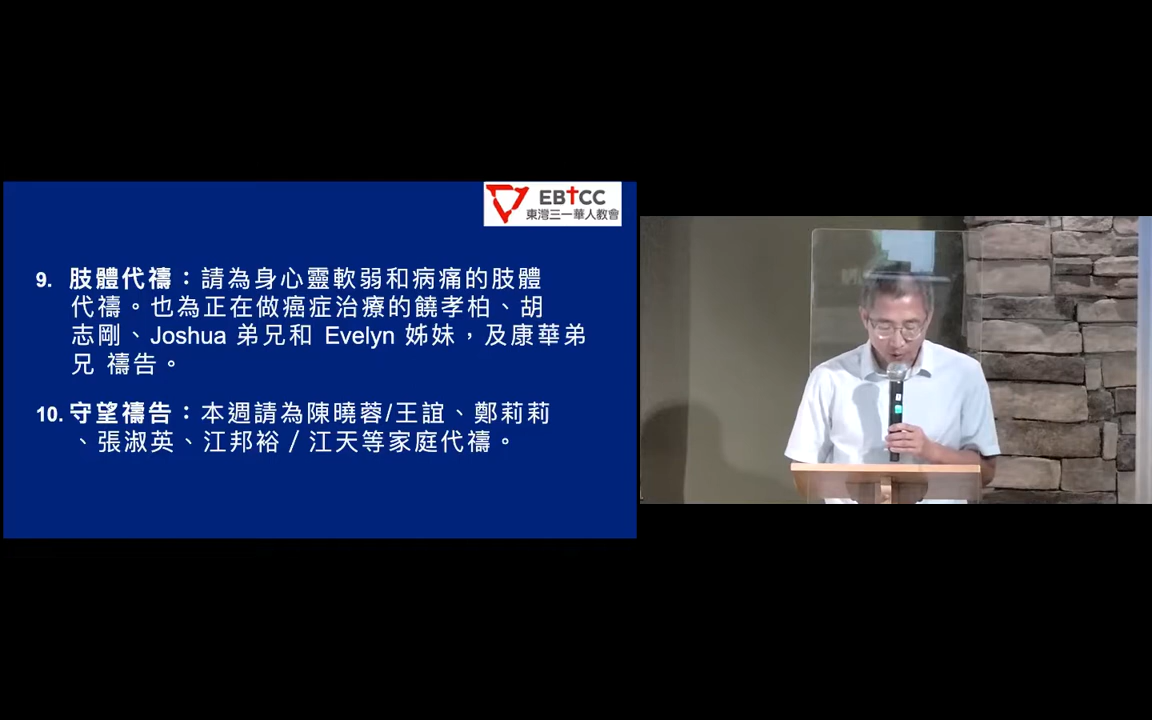 EBTCC
東灣三一華人教會
9. 肢體代禱：請為身心靈軟弱和病痛的肢體
代禱。也為正在做癌症治療的饒孝柏、胡
志剛、Joshua 弟兄和 Evelyn 姊妹，及康華弟
兄 禱告。
10. 守望禱告：本週請為陳曉蓉/王誼、鄭莉莉
、張淑英、江邦裕／江天等家庭代禱。